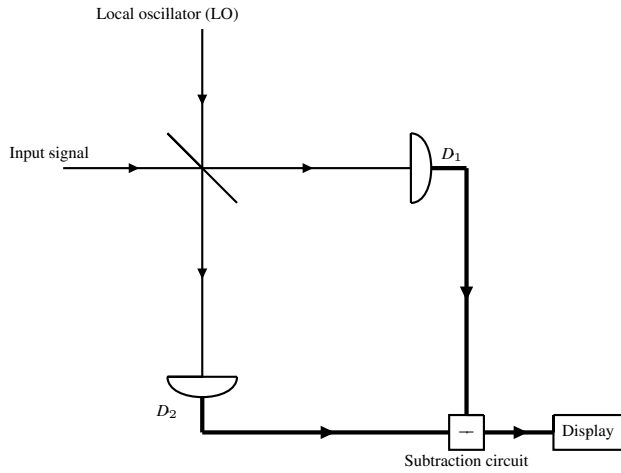 Local oscillator (LO)
Input signal
D₁
D₂
−
Display
Subtraction circuit